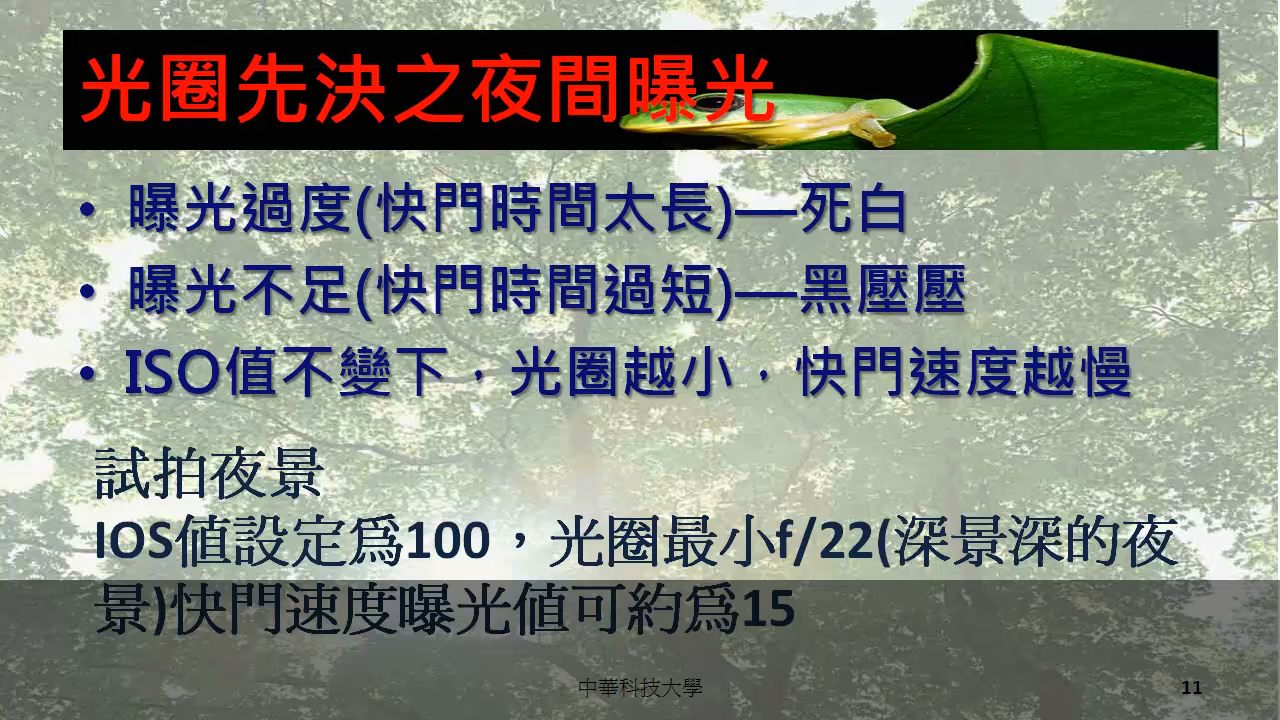 光圈先決之夜間曝光
• 曝光過度(快門時間太長)—死白
• 曝光不足(快門時間過短)—黑壓壓
• ISO值不變下，光圈越小，快門速度越慢
試拍夜景
IOS值設定為100，光圈最小f/22(深景深的夜
景)快門速度曝光值可約為15
中華科技大學
11